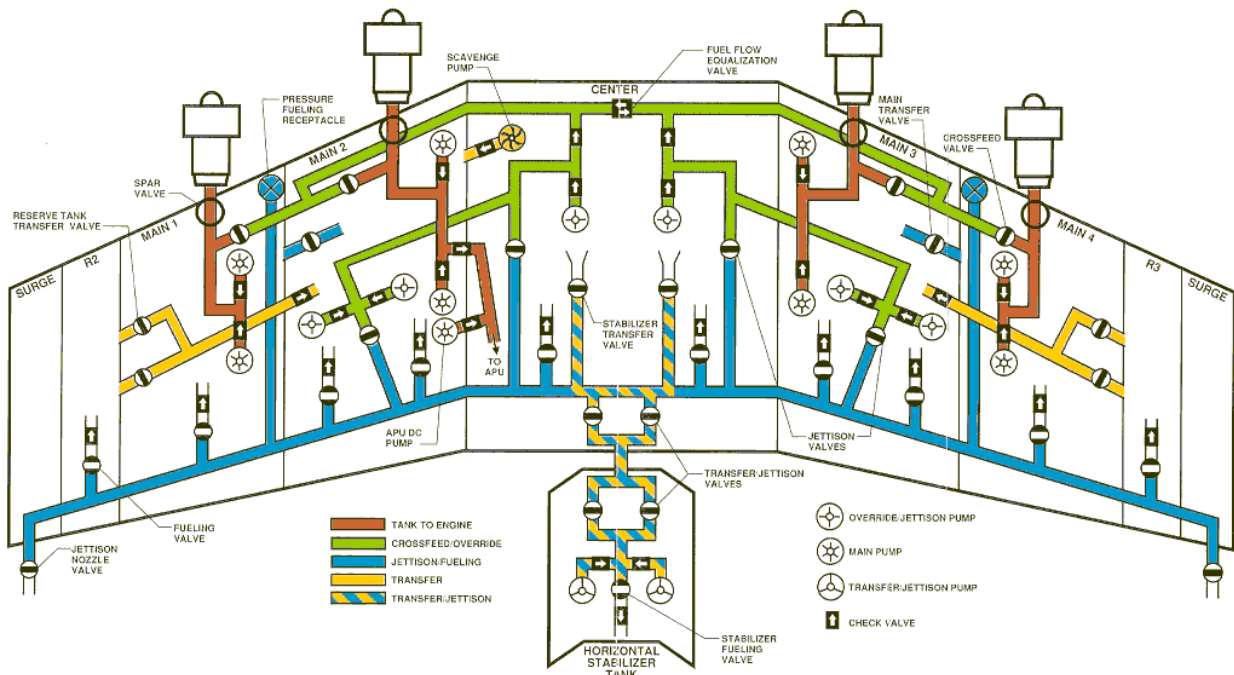 SCAVENGE
PUMP
FUEL FLOW
EQUALIZATION
VALVE
CENTER
PRESSURE
FUELING
RECEPTACLE
MAIN
TRANSFER
VALVE
CROSSFEED
VALVE
MAIN 2
MAIN 3
SPAR
VALVE
RESERVE TANK
TRANSFER VALVE
MAIN 1
MAIN 4
R2
SURGE
R3
SURGE
STABILIZER
TRANSFER
VALVE
TO
APU
APU DC
PUMP
JETTISON
VALVES
TRANSFER/JETTISON
VALVES
FUELING
VALVE
JETTISON
NOZZLE
VALVE
TANK TO ENGINE
CROSSFEED/OVERRIDE
JETTISON/FUELING
TRANSFER
TRANSFER/JETTISON
OVERRIDE/JETTISON PUMP
MAIN PUMP
TRANSFER/JETTISON PUMP
CHECK VALVE
STABILIZER
FUELING
VALVE
HORIZONTAL
STABILIZER
TANK